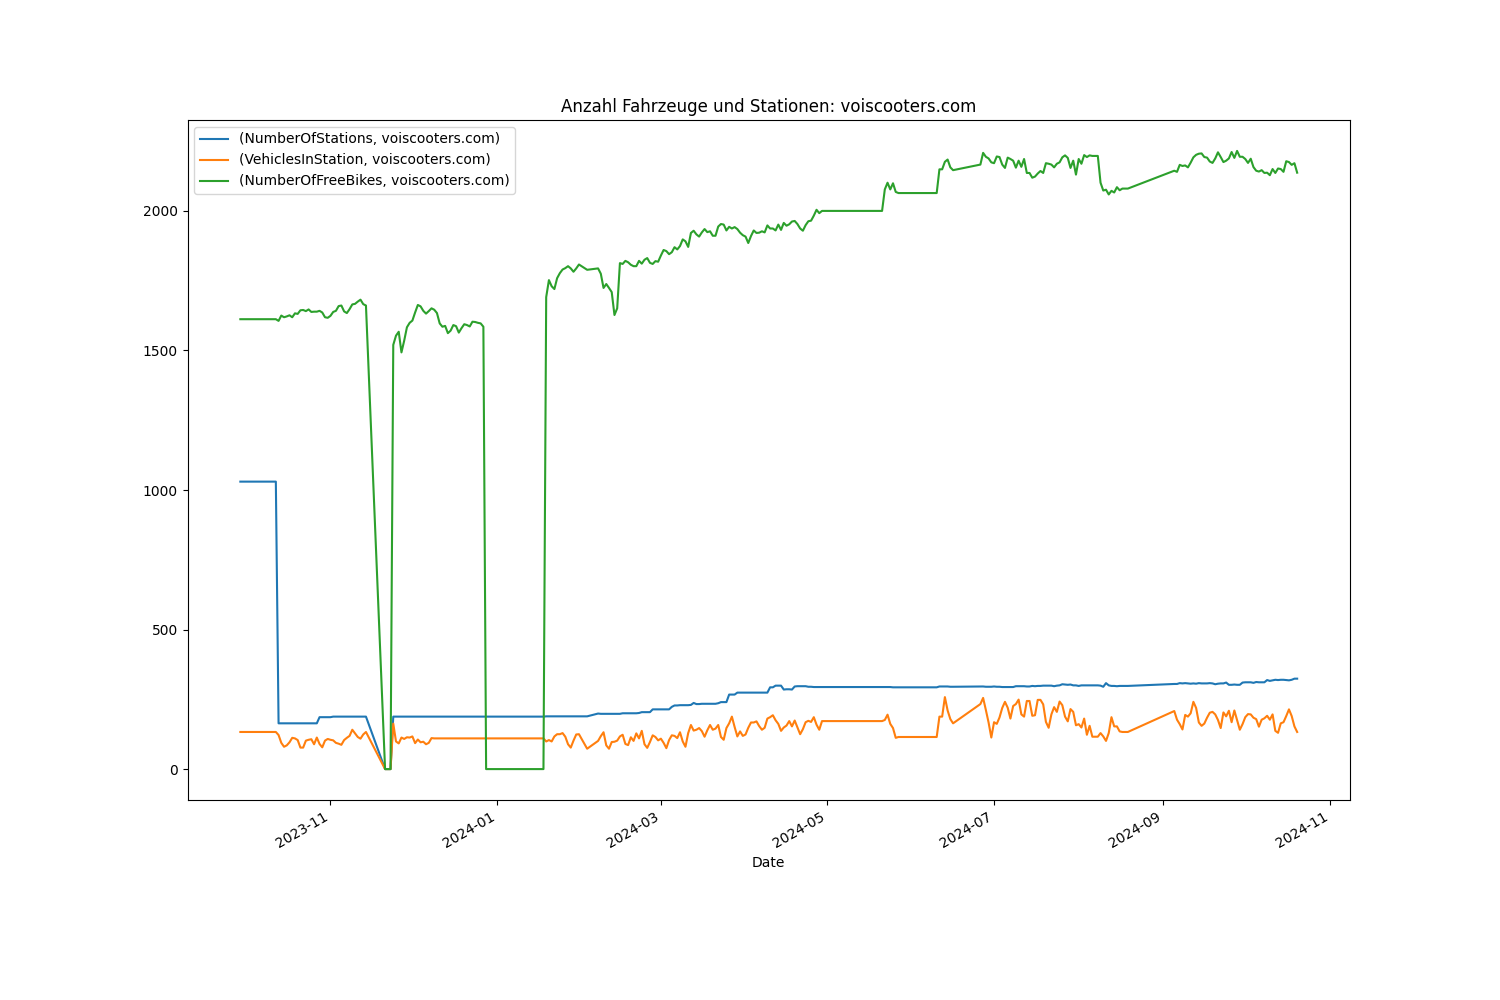 Anzahl Fahrzeuge und Stationen: voiscooters.com
(NumberOfStations, voiscooters.com)
(VehiclesInStation, voiscooters.com)
(NumberOfFreeBikes, voiscooters.com)
2000
1500
1000
500
0
2023-11
2024-01
2024-03
2024-05
2024-07
2024-09
2024-11
Date